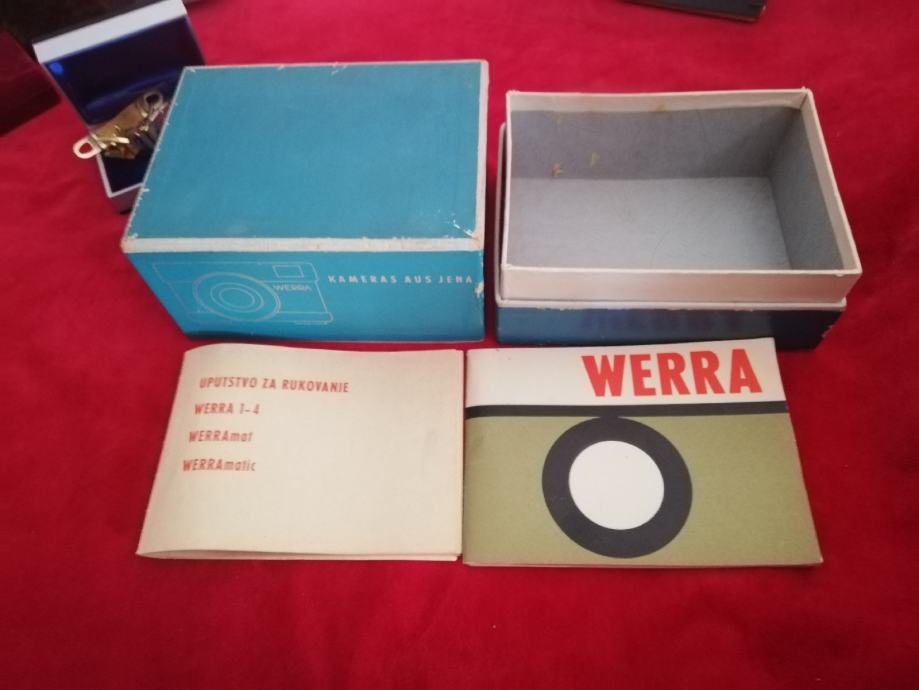 WERRA
KAMERAS AUS JENA
UPUTSTVO ZA RUKOVANJE
WERRA 1-4
WERRAmat
WERRAmatic
WERRA